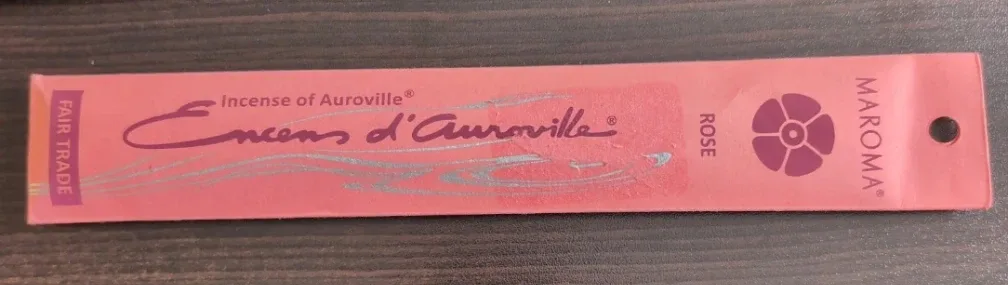 FAIR TRADE
Incense of Auroville®
Encens d'Auroville®
ROSE
MAROMA®